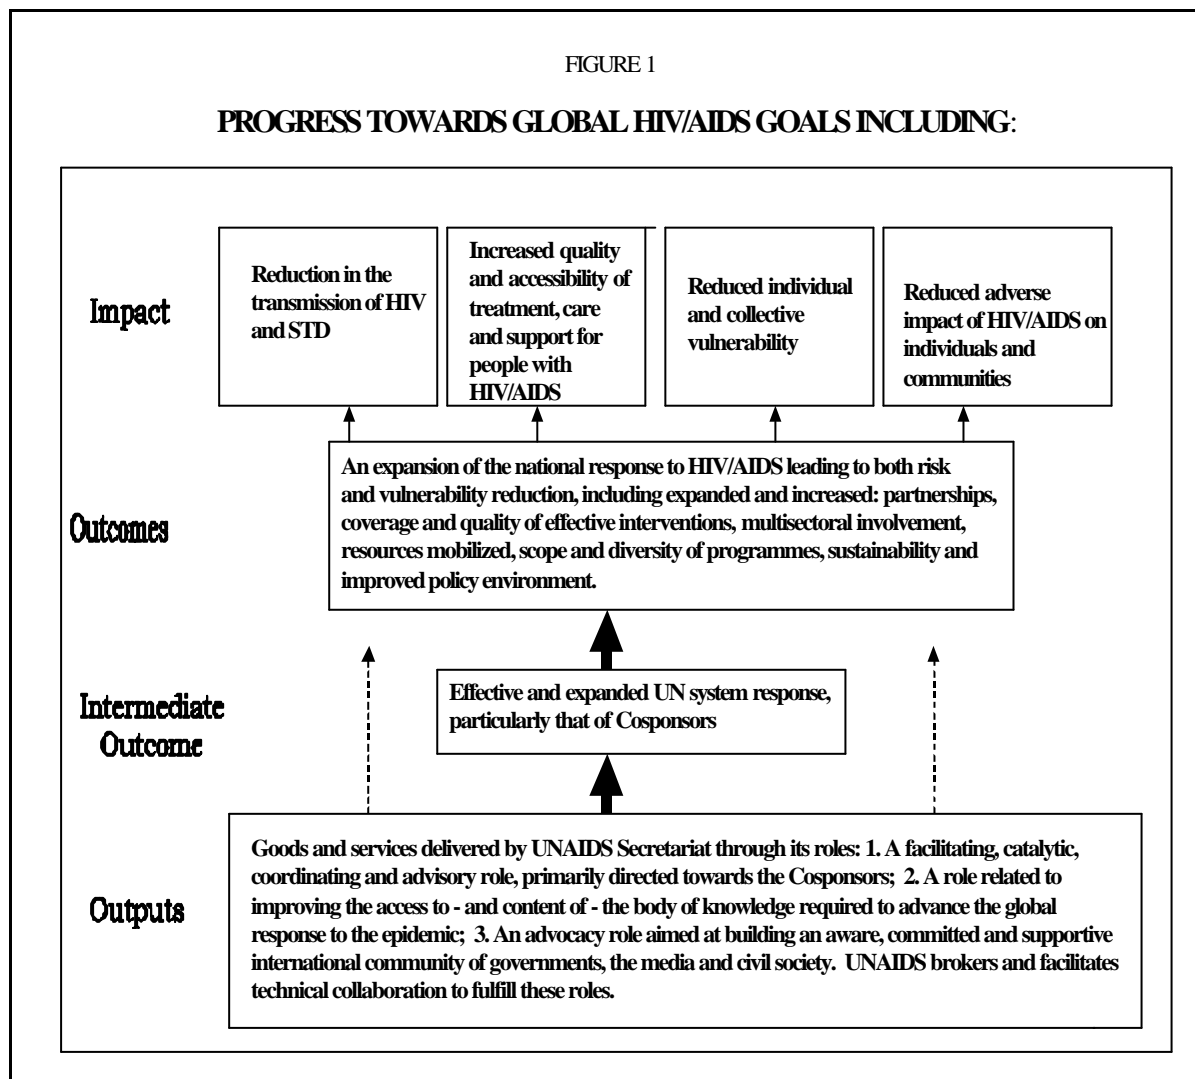 FIGURE 1
PROGRESS TOWARDS GLOBAL HIV/AIDS GOALS INCLUDING:
Impact
Reduction in the
transmission of HIV
and STD
Increased quality
and accessibility of
treatment, care
and support for
people with
HIV/AIDS
Reduced individual
and collective
vulnerability
Reduced adverse
impact of HIV/AIDS on
individuals and
communities
Outcomes
An expansion of the national response to HIV/AIDS leading to both risk
and vulnerability reduction, including expanded and increased: partnerships,
coverage and quality of effective interventions, multisectoral involvement,
resources mobilized, scope and diversity of programmes, sustainability and
improved policy environment.
Intermediate
Outcome
Effective and expanded UN system response,
particularly that of Cosponsors
Outputs
Goods and services delivered by UNAIDS Secretariat through its roles: 1. A facilitating, catalytic,
coordinating and advisory role, primarily directed towards the Cosponsors; 2. A role related to
improving the access to - and content of - the body of knowledge required to advance the global
response to the epidemic; 3. An advocacy role aimed at building an aware, committed and supportive
international community of governments, the media and civil society. UNAIDS brokers and facilitates
technical collaboration to fulfill these roles.